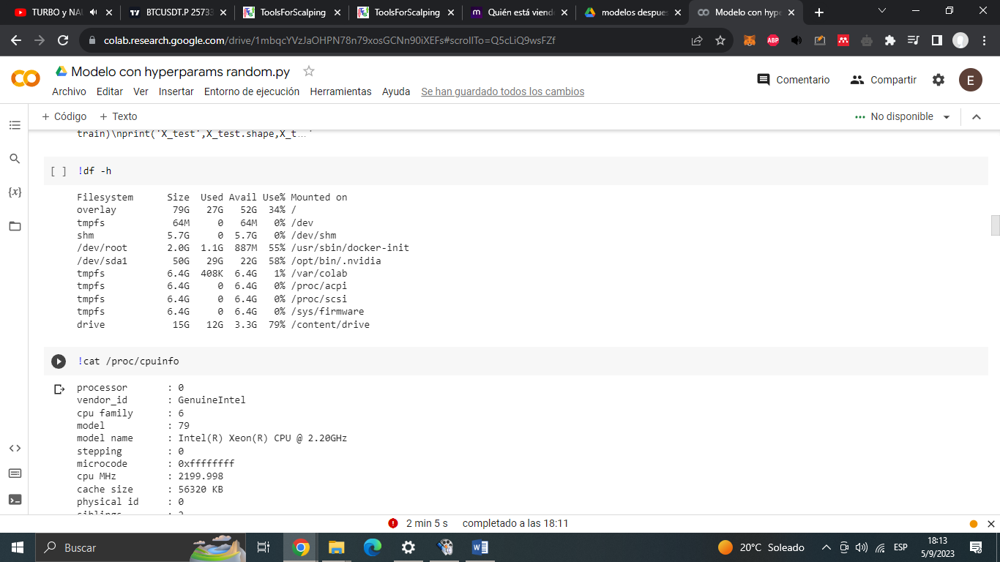 TURBO y NA
BTCUSDT.P 2573
ToolsForScalping
ToolsForScalping
Quién está viend
modelos despue
Modelo con hype
colab.research.google.com/drive/1mbqcYVzJaOHPN78n79xosGCNn90iXEFs#scrollTo=Q5cLiQ9wsFZf
ABP
Modelo con hyperparams random.py
Comentario
Compartir
E
Archivo Editar Ver Insertar Entorno de ejecución Herramientas Ayuda Se han guardado todos los cambios
+ Código + Texto
No disponible
train)\nprint('X_test',X_test.shape,X_t…'
[ ] !df -h
Filesystem Size Used Avail Use% Mounted on
overlay 79G 27G 52G 34% /
tmpfs 64M 0 64M 0% /dev
shm 5.7G 0 5.7G 0% /dev/shm
/dev/root 2.0G 1.1G 887M 55% /usr/sbin/docker-init
/dev/sda1 50G 29G 22G 58% /opt/bin/.nvidia
tmpfs 6.4G 408K 6.4G 1% /var/colab
tmpfs 6.4G 0 6.4G 0% /proc/acpi
tmpfs 6.4G 0 6.4G 0% /proc/scsi
tmpfs 6.4G 0 6.4G 0% /sys/firmware
drive 15G 12G 3.3G 79% /content/drive
!cat /proc/cpuinfo
processor : 0
vendor_id : GenuineIntel
cpu family : 6
model : 79
model name : Intel(R) Xeon(R) CPU @ 2.20GHz
stepping : 0
microcode : 0xffffffff
cpu MHz : 2199.998
cache size : 56320 KB
physical id : 0
siblings : 2
2 min 5 s completado a las 18:11
Buscar
20°C Soleado
ESP
18:13
5/9/2023